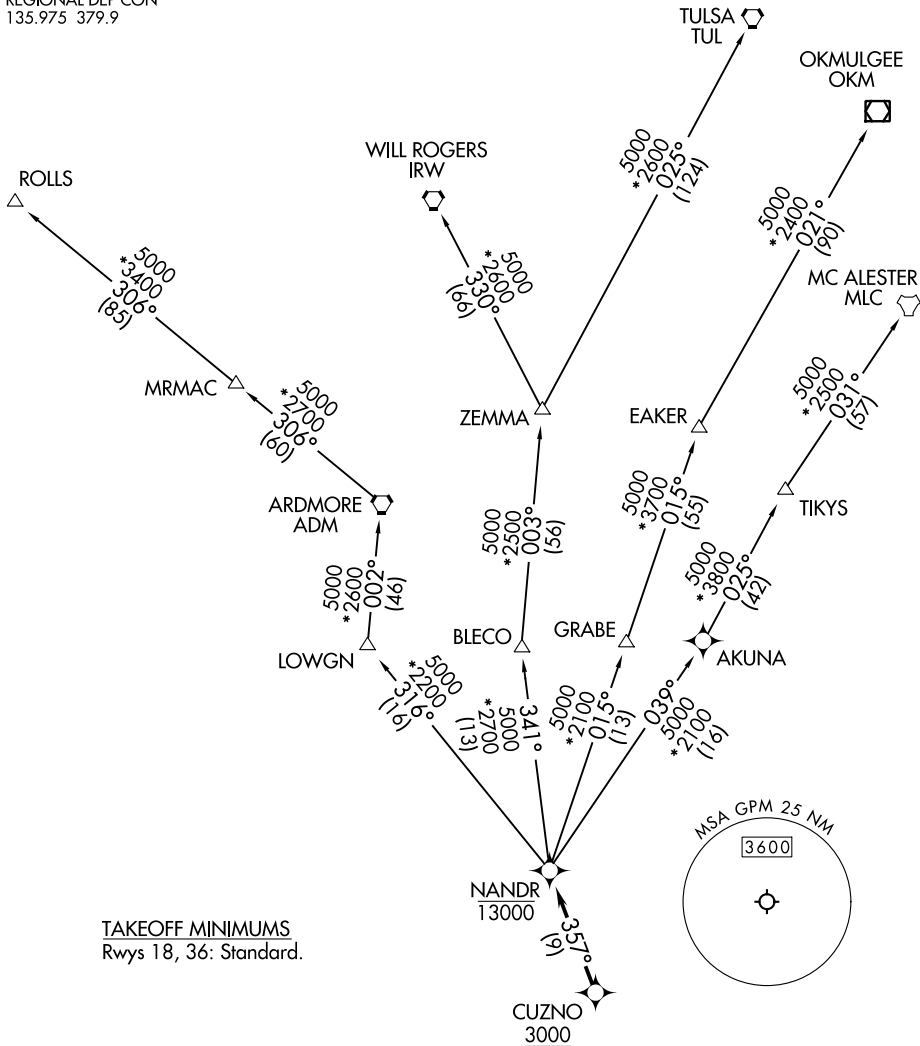 REGIONAL DEP CON
135.975 379.9
TULSA
TUL
OKMULGEE
OKM
WILL ROGERS
IRW
5000
*2600
025°
(124)
ROLLS
5000
*2400
021°
(90)
5000
*3400
306°
(85)
5000
*2600
330°
(66)
MC ALESTER
MLC
MRMAC
5000
*2700
306°
(60)
ZEMMA
EAKER
5000
*2500
031°
(57)
ARDMORE
ADM
5000
*2500
003°
(56)
5000
*3700
015°
(55)
TIKYS
5000
*2600
002°
(46)
5000
*3800
025°
(42)
LOWGN
BLECO
GRABE
AKUNA
5000
*2200
316°
(16)
341°
5000
*2700
(13)
5000
*2100
015°
(13)
039°
5000
*2100
(16)
MSA GPM 25 NM
3600
NANDR
13000
357°
(9)
TAKEOFF MINIMUMS
Rwys 18, 36: Standard.
CUZNO
3000